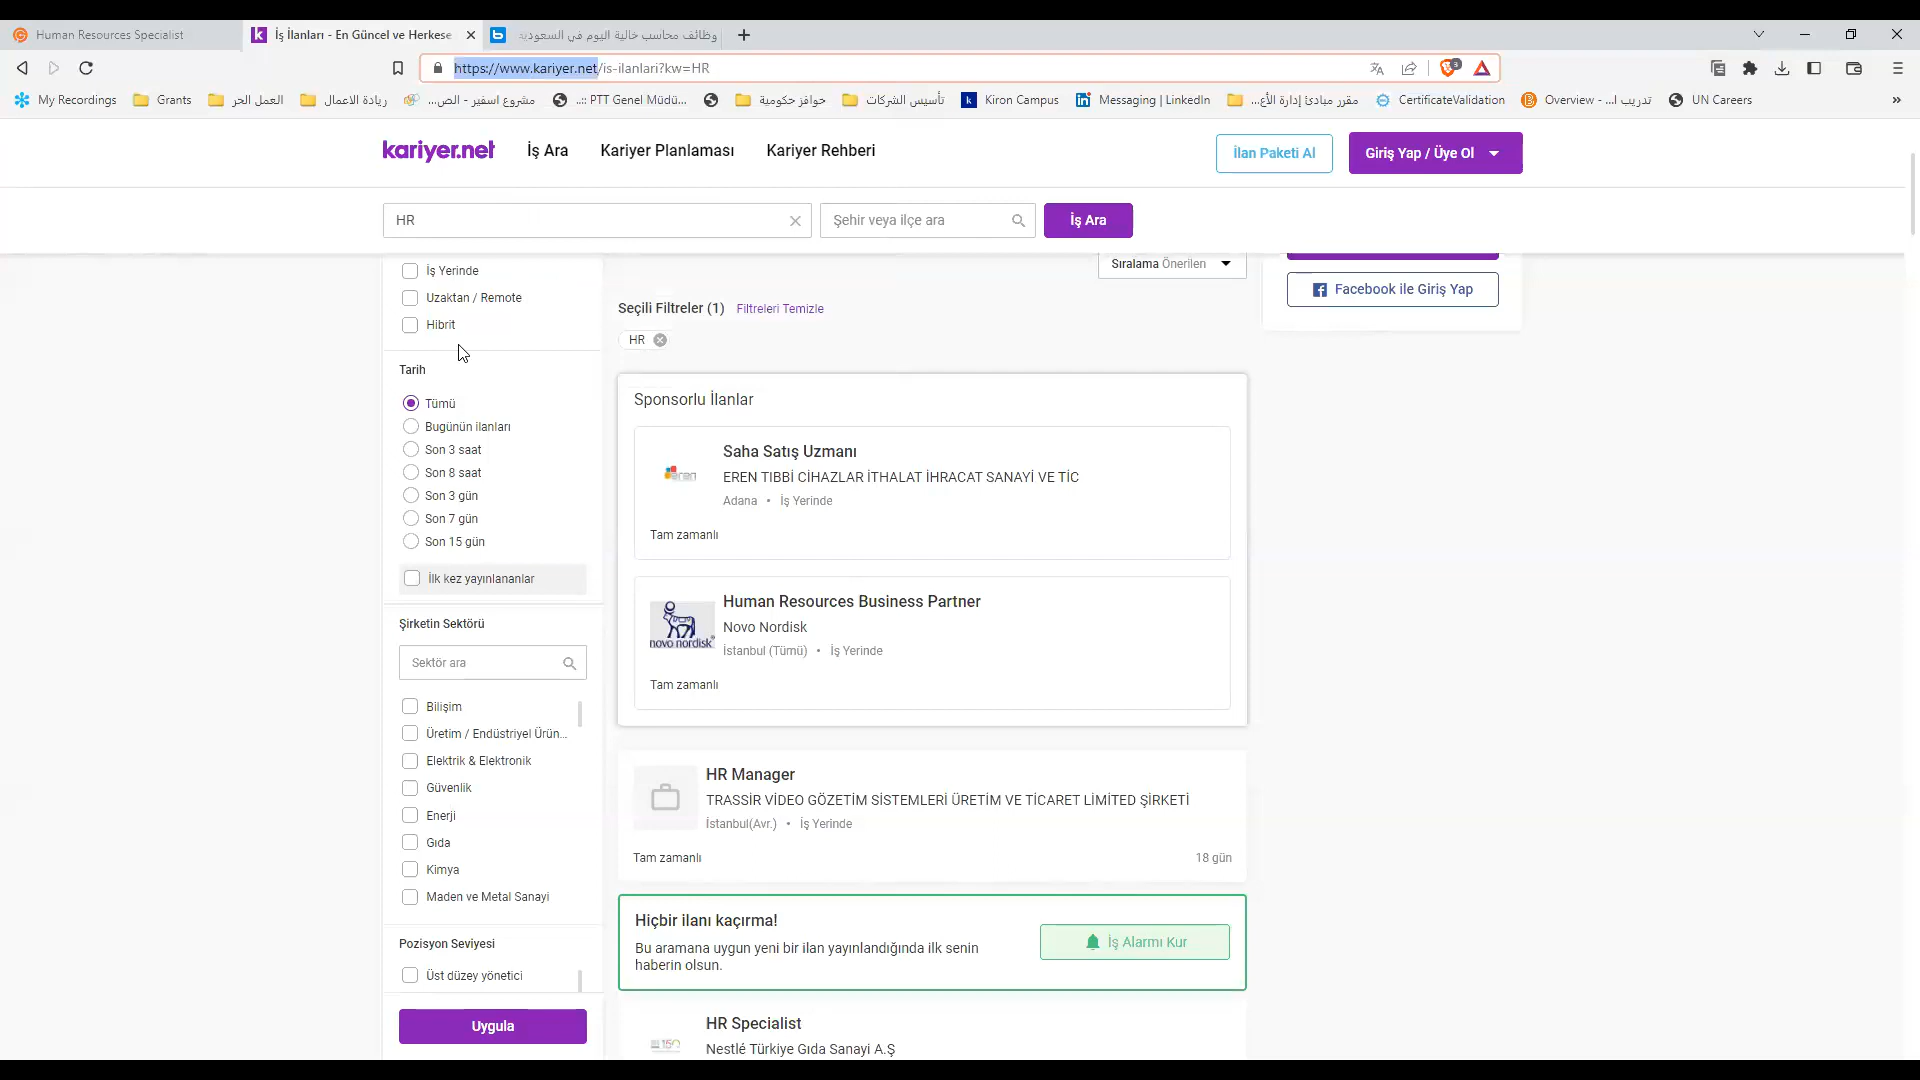 Human Resources Specialist
İş İlanları - En Güncel ve Herkese
وظائف محاسب خالية اليوم في السعودية
https://www.kariyer.net/is-ilanlari?kw=HR
3
My Recordings
Grants
العمل الحر
ريادة الاعمال
مشروع اسفير - الص...
PTT Genel Müdü... ::..
حوافز حكومية
تأسيس الشركات
Kiron Campus
Messaging | LinkedIn
مقرر مبادئ إدارة الأع...
CertificateValidation
Overview - ...تدريب ا
UN Careers
»
kariyer.net
İş Ara
Kariyer Planlaması
Kariyer Rehberi
İlan Paketi Al
Giriş Yap / Üye Ol
HR
Şehir veya ilçe ara
İş Ara
İş Yerinde
Uzaktan / Remote
Hibrit
Tarih
Tümü
Bugünün ilanları
Son 3 saat
Son 8 saat
Son 3 gün
Son 7 gün
Son 15 gün
İlk kez yayınlananlar
Şirketin Sektörü
Sektör ara
Bilişim
Üretim / Endüstriyel Ürün...
Elektrik & Elektronik
Güvenlik
Enerji
Gıda
Kimya
Maden ve Metal Sanayi
Pozisyon Seviyesi
Üst düzey yönetici
Uygula
Sıralama Önerilen
Seçili Filtreler (1) Filtreleri Temizle
HR
Sponsorlu İlanlar
eren
Saha Satış Uzmanı
EREN TIBBİ CİHAZLAR İTHALAT İHRACAT SANAYİ VE TİC
Adana • İş Yerinde
Tam zamanlı
novo nordisk
Human Resources Business Partner
Novo Nordisk
İstanbul (Tümü) • İş Yerinde
Tam zamanlı
HR Manager
TRASSİR VİDEO GÖZETİM SİSTEMLERİ ÜRETİM VE TİCARET LİMİTED ŞİRKETİ
İstanbul(Avr.) • İş Yerinde
Tam zamanlı
18 gün
Hiçbir ilanı kaçırma!
Bu aramana uygun yeni bir ilan yayınlandığında ilk senin
haberin olsun.
İş Alarmı Kur
150
HR Specialist
Nestlé Türkiye Gıda Sanayi A.Ş
Facebook ile Giriş Yap